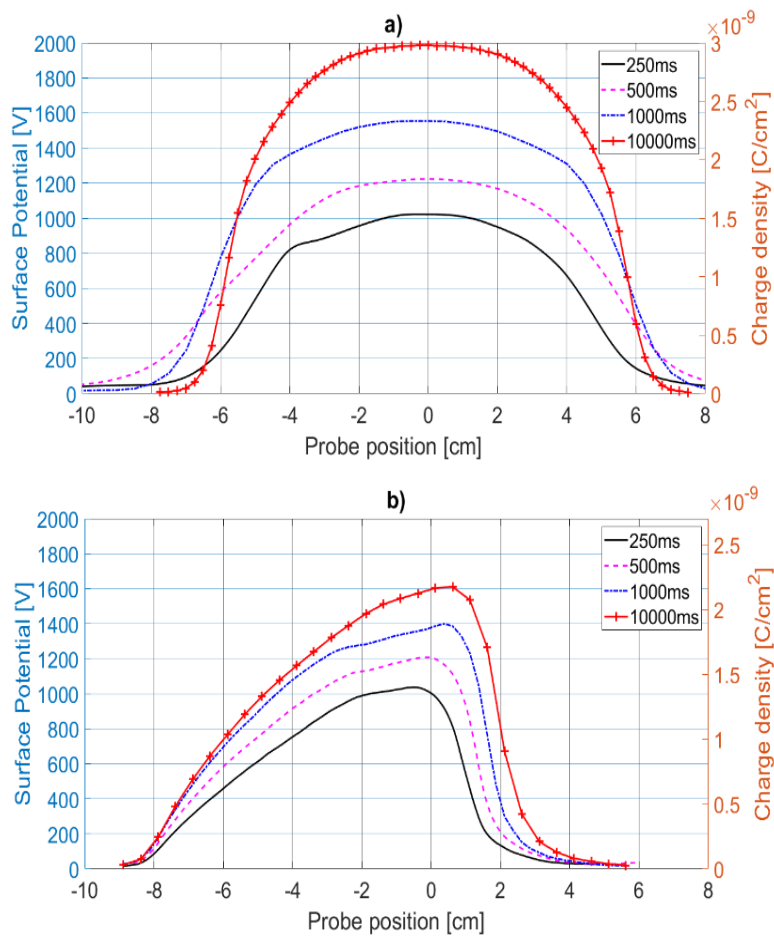 a)
×10⁻⁹
2000
1800
1600
1400
1200
1000
800
600
400
200
0
Surface Potential [V]
3
2.5
2
1.5
1
0.5
0
Charge density [C/cm²]
250ms
500ms
1000ms
10000ms
-10 -8 -6 -4 -2 0 2 4 6 8
Probe position [cm]
b)
×10⁻⁹
2000
1800
1600
1400
1200
1000
800
600
400
200
0
Surface Potential [V]
2.5
2
1.5
1
0.5
0
Charge density [C/cm²]
250ms
500ms
1000ms
10000ms
-10 -8 -6 -4 -2 0 2 4 6 8
Probe position [cm]